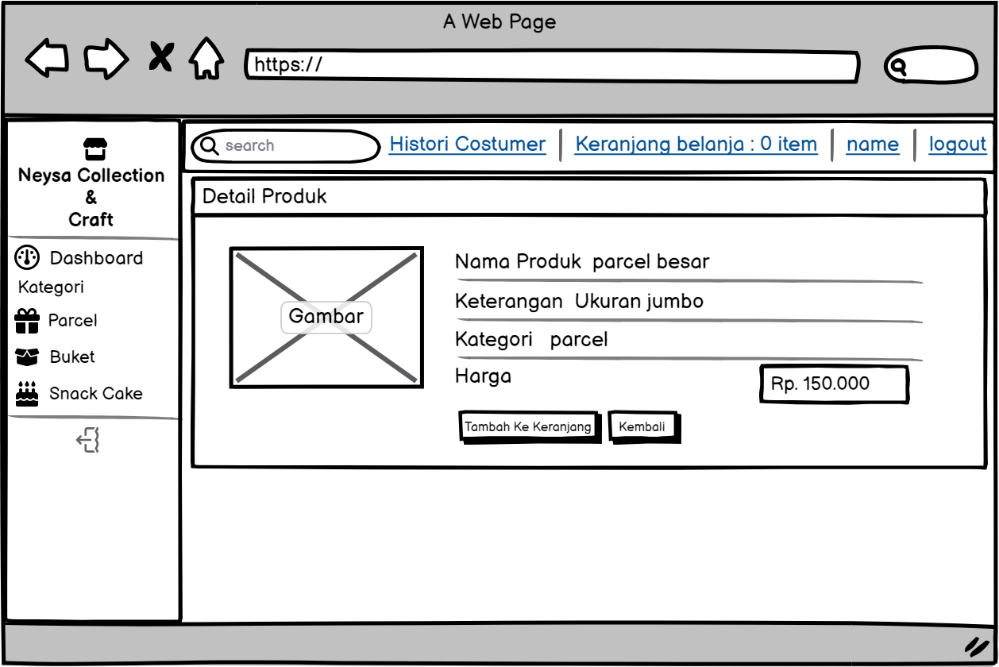 A Web Page
https://
Neysa Collection
&
Craft
Dashboard
Kategori
Parcel
Buket
Snack Cake
search
Histori Costumer
Keranjang belanja : 0 item
name
logout
Detail Produk
Gambar
Nama Produk parcel besar
Keterangan Ukuran jumbo
Kategori parcel
Harga
Rp. 150.000
Tambah Ke Keranjang
Kembali